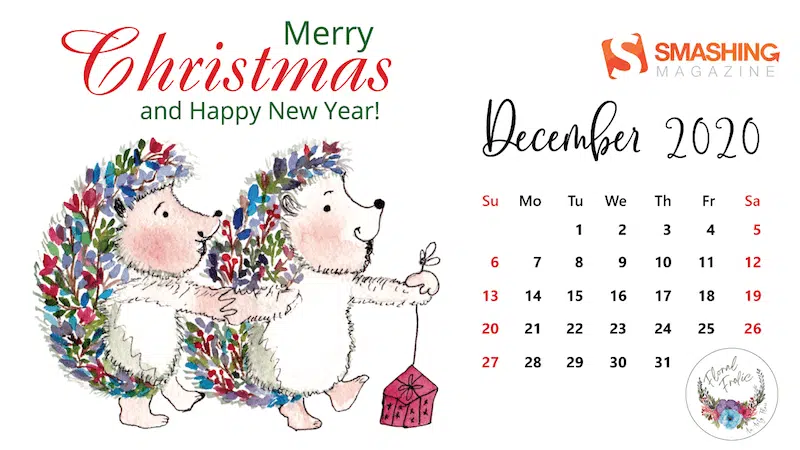 Merry
Christmas
and Happy New Year!
SMASHING
MAGAZINE
December 2020
Su Mo Tu We Th Fr Sa
1 2 3 4 5
6 7 8 9 10 11 12
13 14 15 16 17 18 19
20 21 22 23 24 25 26
27 28 29 30 31
Floral
Frolic